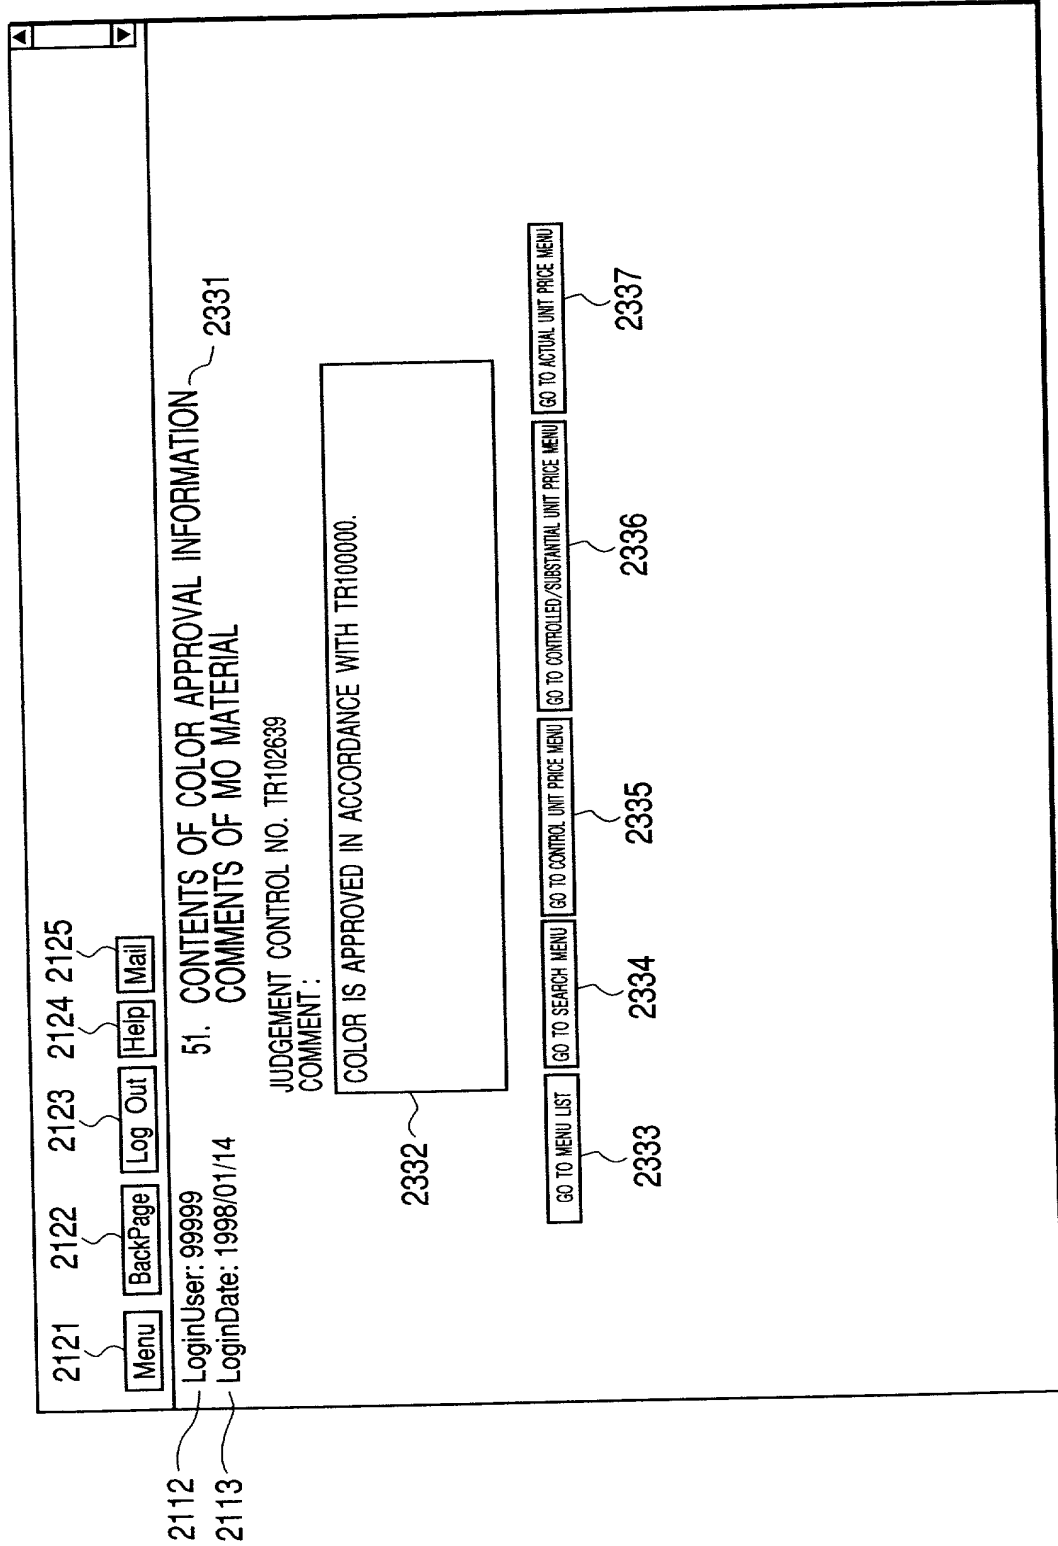 2121 2122 2123 2124 2125
Menu BackPage Log Out Help Mail
2112 LoginUser: 99999
2113 LoginDate: 1998/01/14
51. CONTENTS OF COLOR APPROVAL INFORMATION 2331
COMMENTS OF MO MATERIAL
JUDGEMENT CONTROL NO. TR102639
COMMENT:
COLOR IS APPROVED IN ACCORDANCE WITH TR100000.
2332
GO TO MENU LIST GO TO SEARCH MENU GO TO CONTROL UNIT PRICE MENU GO TO CONTROLLED/SUBSTANTIAL UNIT PRICE MENU GO TO ACTUAL UNIT PRICE MENU
2333 2334 2335 2336 2337